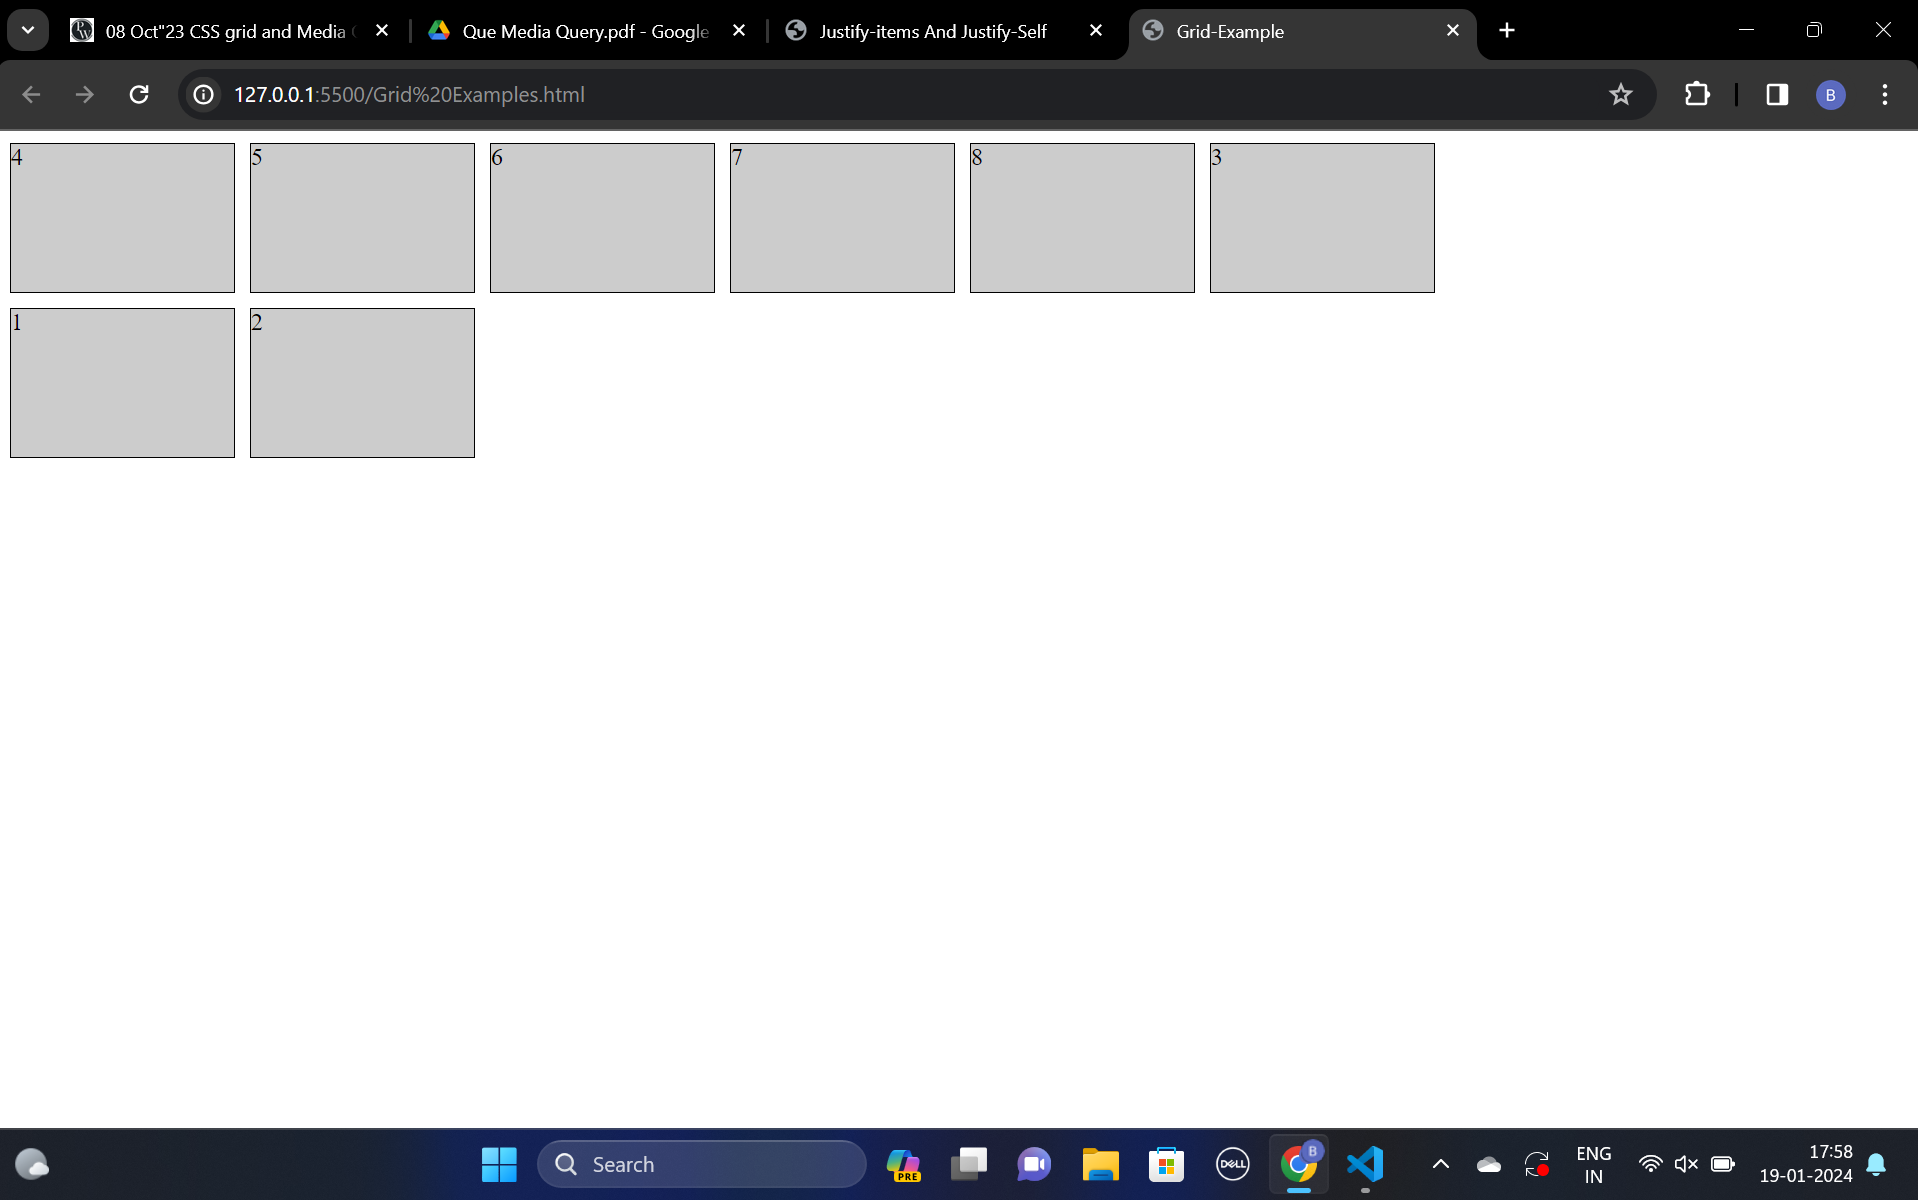 08 Oct"23 CSS grid and Media
Que Media Query.pdf - Google
Justify-items And Justify-Self
Grid-Example
127.0.0.1:5500/Grid%20Examples.html
B
4 5 6 7 8 3
1 2
Search
PRE
DELL
B
ENG
IN
17:58
19-01-2024